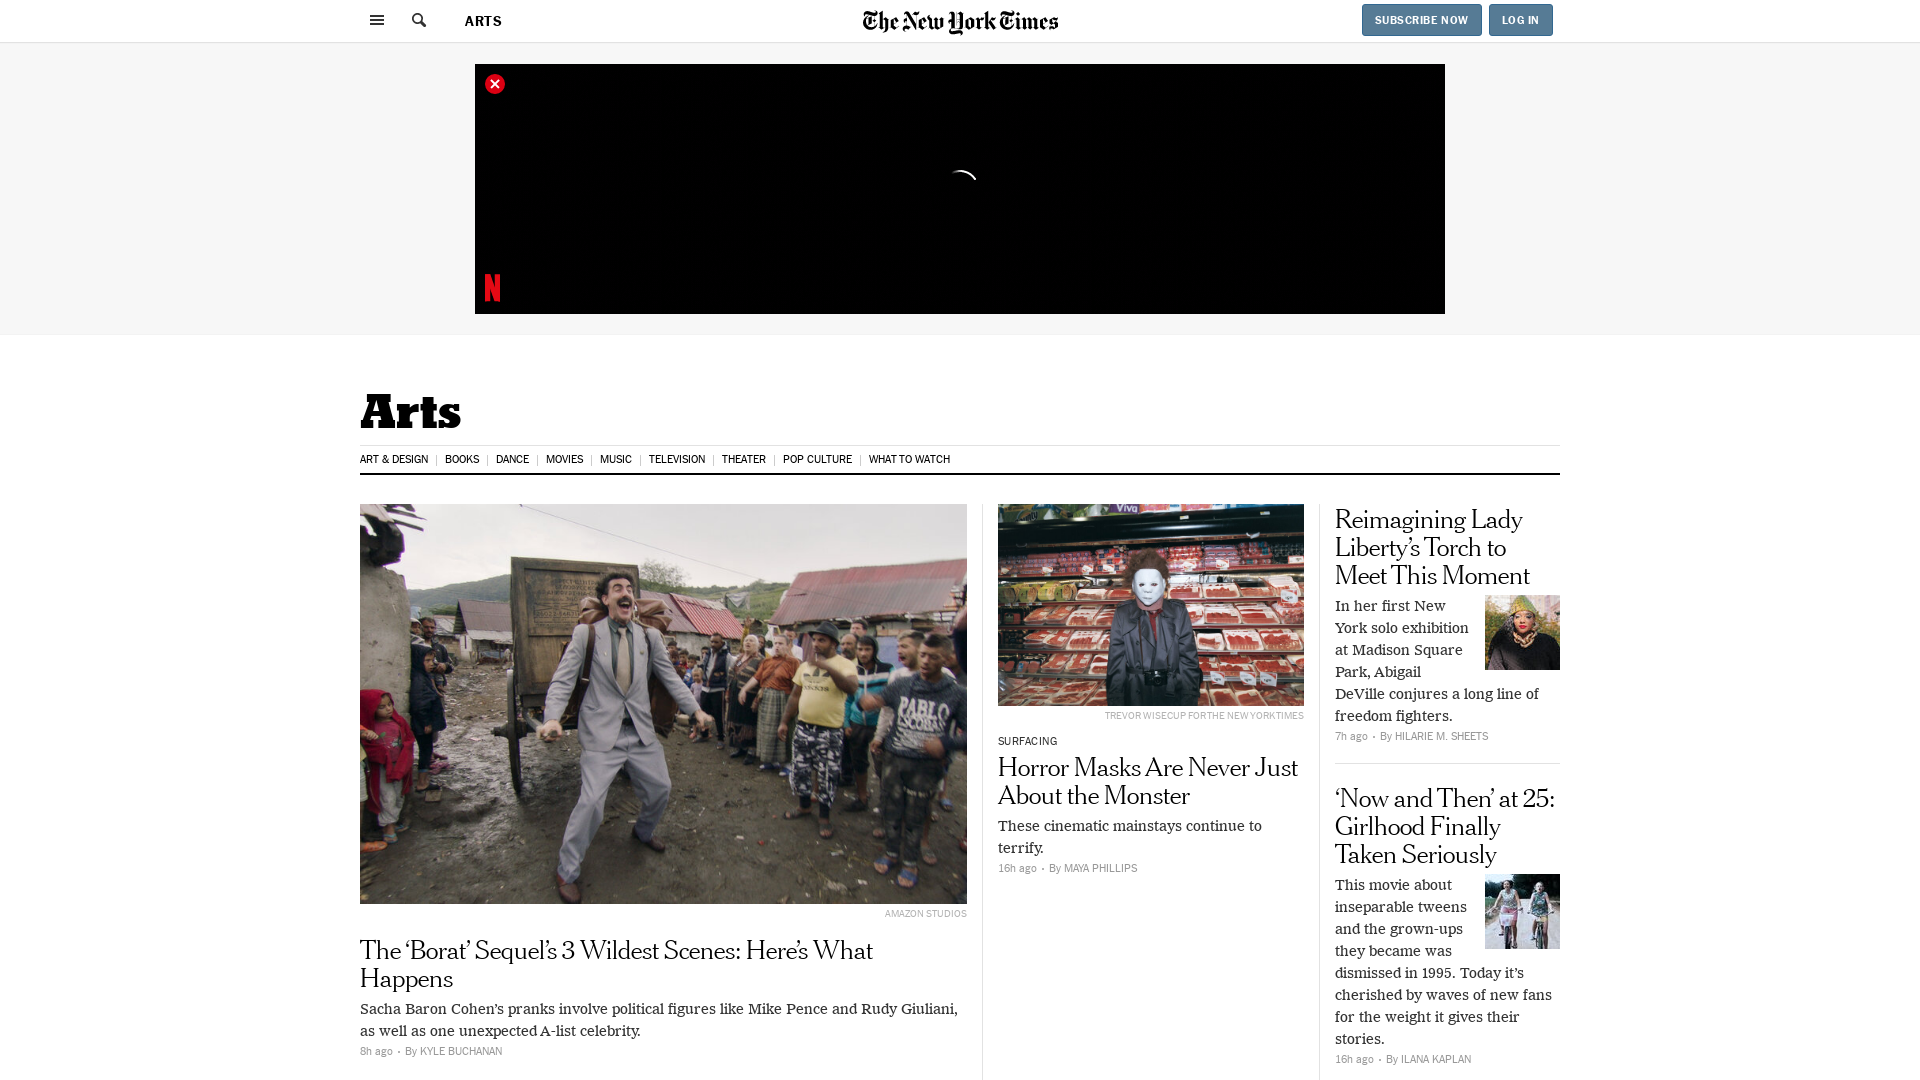 ARTS
The New York Times
SUBSCRIBE NOW
LOG IN
N
Arts
ART & DESIGN
BOOKS
DANCE
MOVIES
MUSIC
TELEVISION
THEATER
POP CULTURE
WHAT TO WATCH
AMAZON STUDIOS
The ‘Borat’ Sequel’s 3 Wildest Scenes: Here’s What
Happens
Sacha Baron Cohen’s pranks involve political figures like Mike Pence and Rudy Giuliani,
as well as one unexpected A-list celebrity.
8h ago • By KYLE BUCHANAN
Viva
TREVOR WISECUP FOR THE NEW YORK TIMES
SURFACING
Horror Masks Are Never Just
About the Monster
These cinematic mainstays continue to
terrify.
16h ago • By MAYA PHILLIPS
Reimagining Lady
Liberty’s Torch to
Meet This Moment
In her first New
York solo exhibition
at Madison Square
Park, Abigail
DeVille conjures a long line of
freedom fighters.
7h ago • By HILARIE M. SHEETS
‘Now and Then’ at 25:
Girlhood Finally
Taken Seriously
This movie about
inseparable tweens
and the grown-ups
they became was
dismissed in 1995. Today it’s
cherished by waves of new fans
for the weight it gives their
stories.
16h ago • By ILANA KAPLAN
adidas
PABLO
ESCOBAR